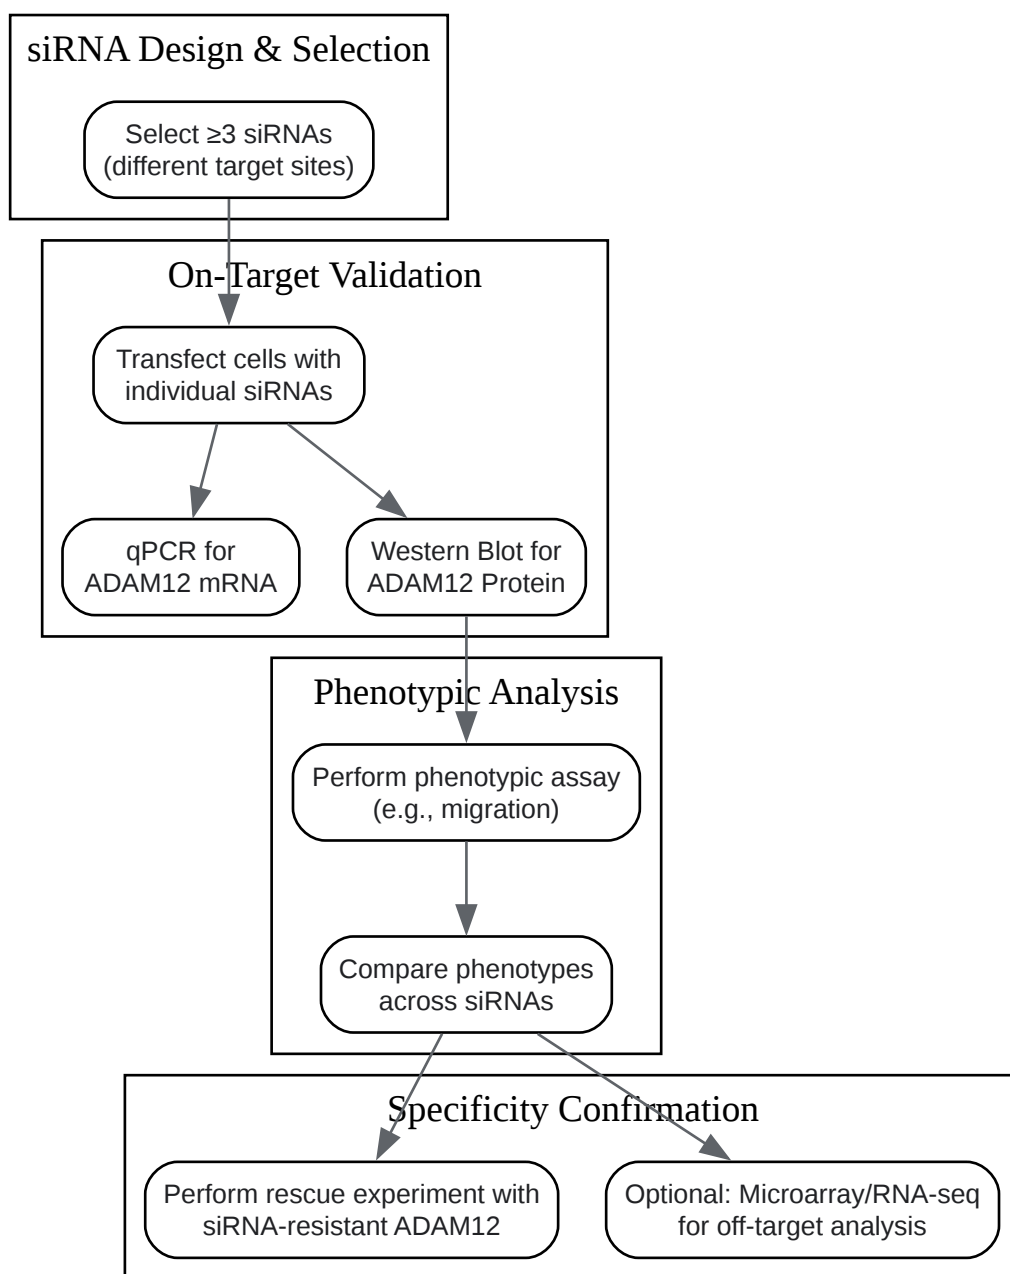 siRNA Design & Selection
Select ≥3 siRNAs
(different target sites)
On-Target Validation
Transfect cells with
individual siRNAs
qPCR for
ADAM12 mRNA
Western Blot for
ADAM12 Protein
Phenotypic Analysis
Perform phenotypic assay
(e.g., migration)
Compare phenotypes
across siRNAs
Specificity Confirmation
Perform rescue experiment with
siRNA-resistant ADAM12
Optional: Microarray/RNA-seq
for off-target analysis